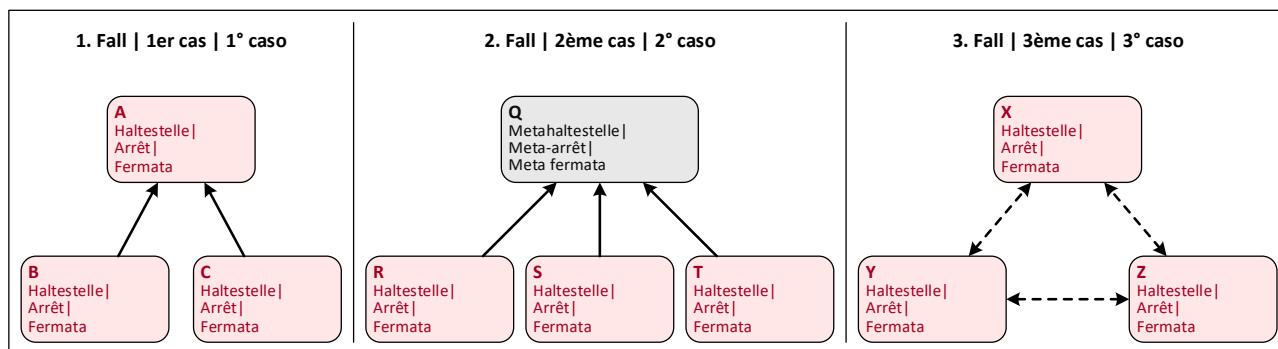 1. Fall | 1er cas | 1° caso
A
Haltestelle|
Arrêt|
Fermata
B
Haltestelle|
Arrêt|
Fermata
C
Haltestelle|
Arrêt|
Fermata
2. Fall | 2ème cas | 2° caso
Q
Metahaltestelle|
Meta-arrêt|
Meta fermata
R
Haltestelle|
Arrêt|
Fermata
S
Haltestelle|
Arrêt|
Fermata
T
Haltestelle|
Arrêt|
Fermata
3. Fall | 3ème cas | 3° caso
X
Haltestelle|
Arrêt|
Fermata
Y
Haltestelle|
Arrêt|
Fermata
Z
Haltestelle|
Arrêt|
Fermata